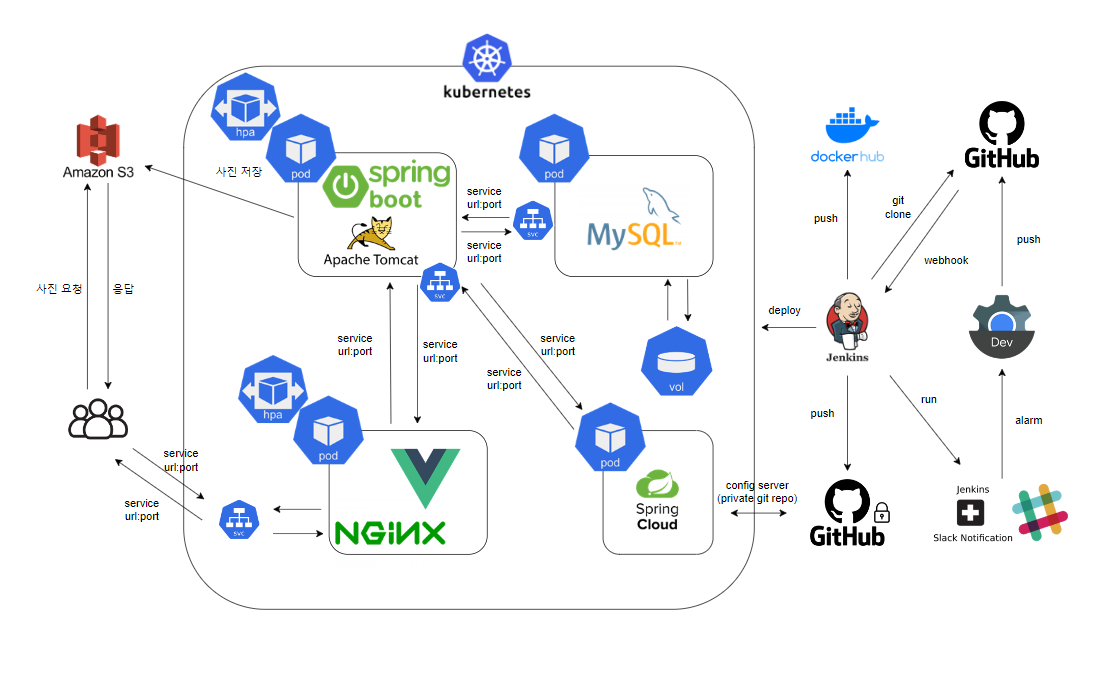 kubernetes
hpa
pod
spring
boot
Apache Tomcat
svc
pod
MySQL™
svc
vol
Amazon S3
사진 저장
사진 요청
응답
service
url:port
service
url:port
service
url:port
service
url:port
service
url:port
service
url:port
hpa
pod
NGiNX
service
url:port
service
url:port
svc
pod
Spring
Cloud
config server
(private git repo)
dockerhub
GitHub
push
git
clone
webhook
push
deploy
Jenkins
Dev
push
run
alarm
GitHub
Jenkins
Slack Notification